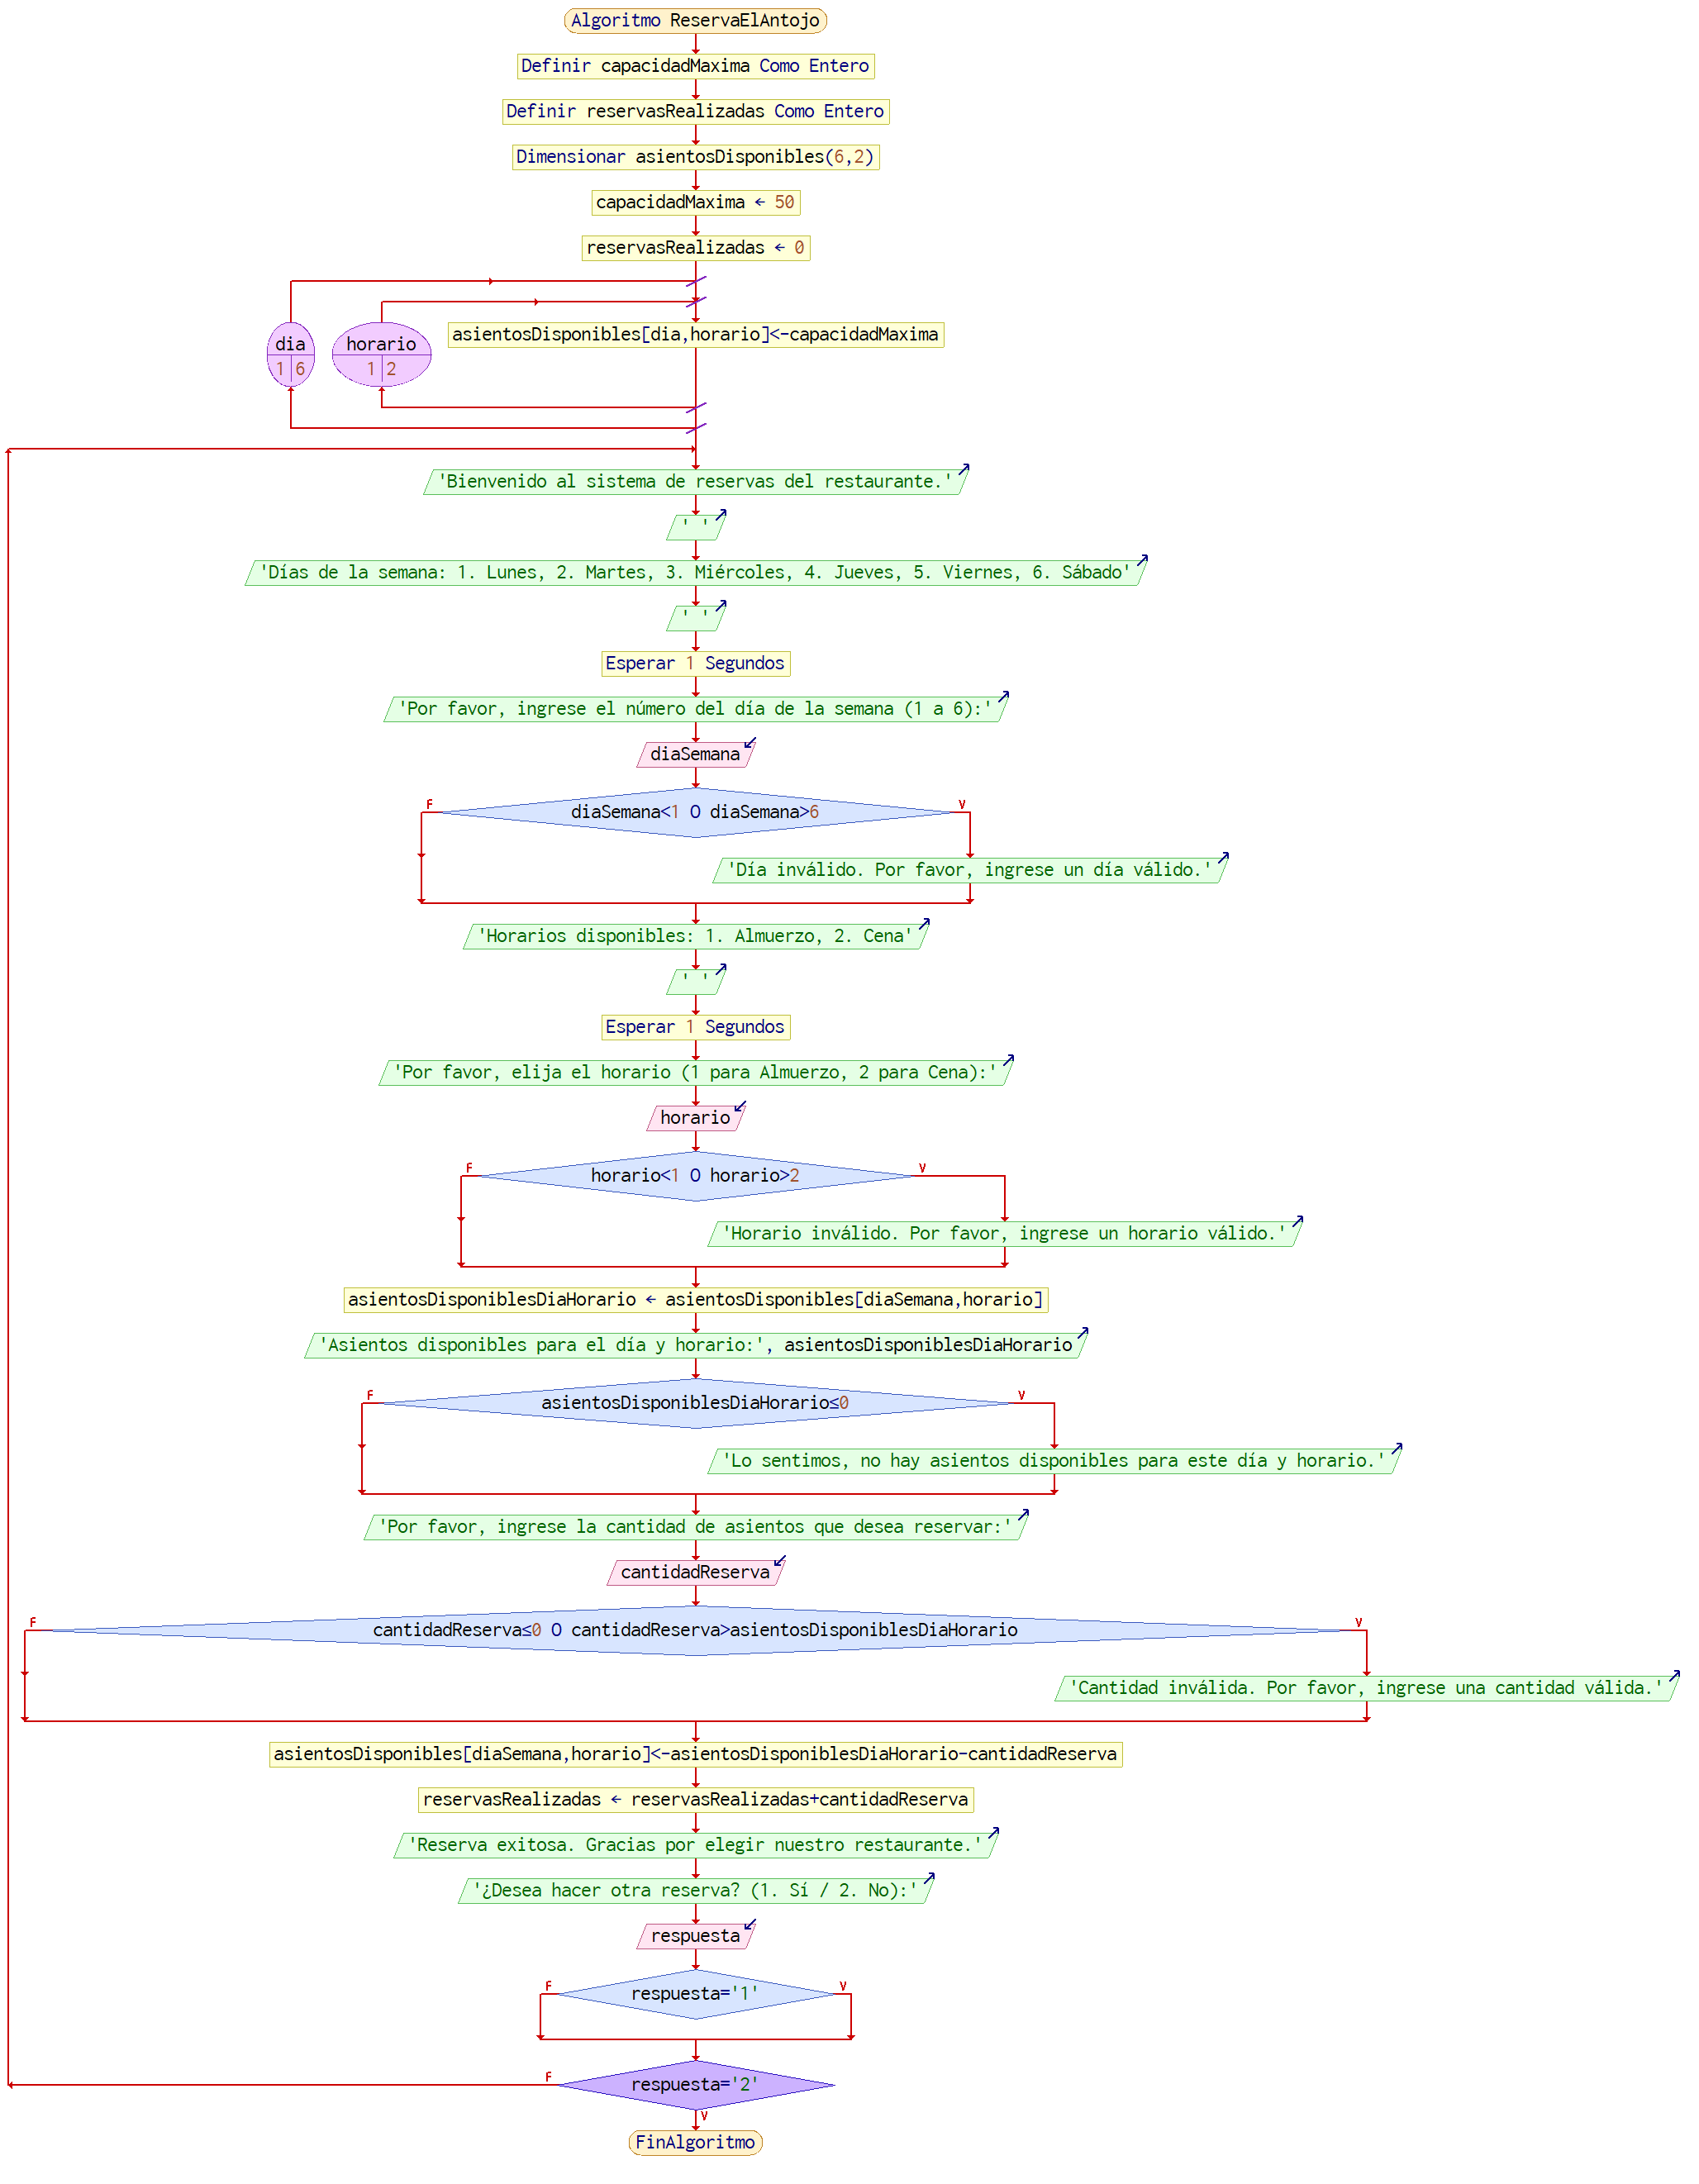 Algoritmo ReservaElAntojo
Definir capacidadMaxima Como Entero
Definir reservasRealizadas Como Entero
Dimensionar asientosDisponibles(6,2)
capacidadMaxima ← 50
reservasRealizadas ← 0
dia
1 6
horario
1 2
asientosDisponibles[dia,horario]<-capacidadMaxima
'Bienvenido al sistema de reservas del restaurante.'
' '
'Días de la semana: 1. Lunes, 2. Martes, 3. Miércoles, 4. Jueves, 5. Viernes, 6. Sábado'
' '
Esperar 1 Segundos
'Por favor, ingrese el número del día de la semana (1 a 6):'
diaSemana
F
diaSemana<1 O diaSemana>6
V
'Día inválido. Por favor, ingrese un día válido.'
'Horarios disponibles: 1. Almuerzo, 2. Cena'
' '
Esperar 1 Segundos
'Por favor, elija el horario (1 para Almuerzo, 2 para Cena):'
horario
F
horario<1 O horario>2
V
'Horario inválido. Por favor, ingrese un horario válido.'
asientosDisponiblesDiaHorario ← asientosDisponibles[diaSemana,horario]
'Asientos disponibles para el día y horario:', asientosDisponiblesDiaHorario
F
asientosDisponiblesDiaHorario≤0
V
'Lo sentimos, no hay asientos disponibles para este día y horario.'
'Por favor, ingrese la cantidad de asientos que desea reservar:'
cantidadReserva
F
cantidadReserva≤0 O cantidadReserva>asientosDisponiblesDiaHorario
V
'Cantidad inválida. Por favor, ingrese una cantidad válida.'
asientosDisponibles[diaSemana,horario]<-asientosDisponiblesDiaHorario-cantidadReserva
reservasRealizadas ← reservasRealizadas+cantidadReserva
'Reserva exitosa. Gracias por elegir nuestro restaurante.'
'¿Desea hacer otra reserva? (1. Sí / 2. No):'
respuesta
F
respuesta='1'
V
F
respuesta='2'
V
FinAlgoritmo